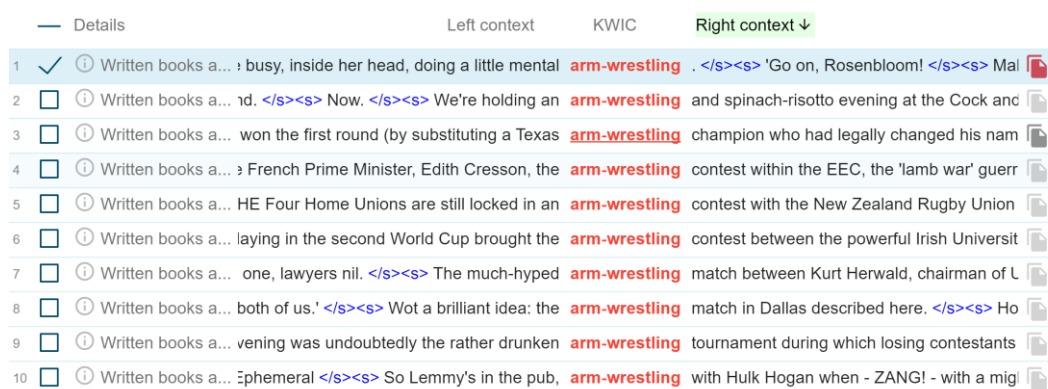 Details Left context KWIC Right context ↓
1 Written books a... busy, inside her head, doing a little mental arm-wrestling . </s><s> 'Go on, Rosenbloom! </s><s> Mal
2 Written books a... nd. </s><s> Now. </s><s> We're holding an arm-wrestling and spinach-risotto evening at the Cock and
3 Written books a... won the first round (by substituting a Texas arm-wrestling champion who had legally changed his nam
4 Written books a... French Prime Minister, Edith Cresson, the arm-wrestling contest within the EEC, the 'lamb war' guerr
5 Written books a... HE Four Home Unions are still locked in an arm-wrestling contest with the New Zealand Rugby Union
6 Written books a... laying in the second World Cup brought the arm-wrestling contest between the powerful Irish Universit
7 Written books a... one, lawyers nil. </s><s> The much-hyped arm-wrestling match between Kurt Herwald, chairman of
8 Written books a... both of us.' </s><s> Wot a brilliant idea: the arm-wrestling match in Dallas described here. </s><s> Ho
9 Written books a... vening was undoubtedly the rather drunken arm-wrestling tournament during which losing contestants
10 Written books a... Ephemeral </s><s> So Lemmy's in the pub, arm-wrestling with Hulk Hogan when - ZANG! - with a mig